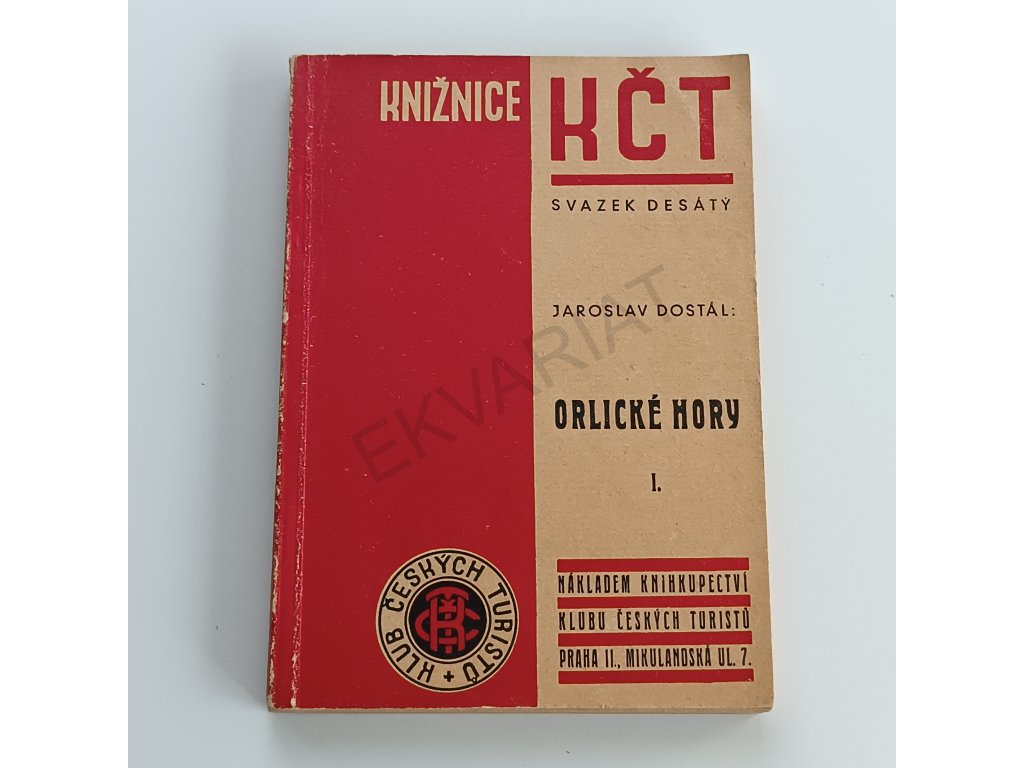 KNIŽNICE KČT
SVAZEK DESÁTÝ
JAROSLAV DOSTÁL:
ORLICKÉ HORY
I.
KLUB ČESKÝCH TURISTŮ +
KČT
NÁKLADEM KNIHKUPECTVÍ
KLUBU ČESKÝCH TURISTŮ
PRAHA II., MIKULANDSKÁ UL. 7.
EKVARIAT